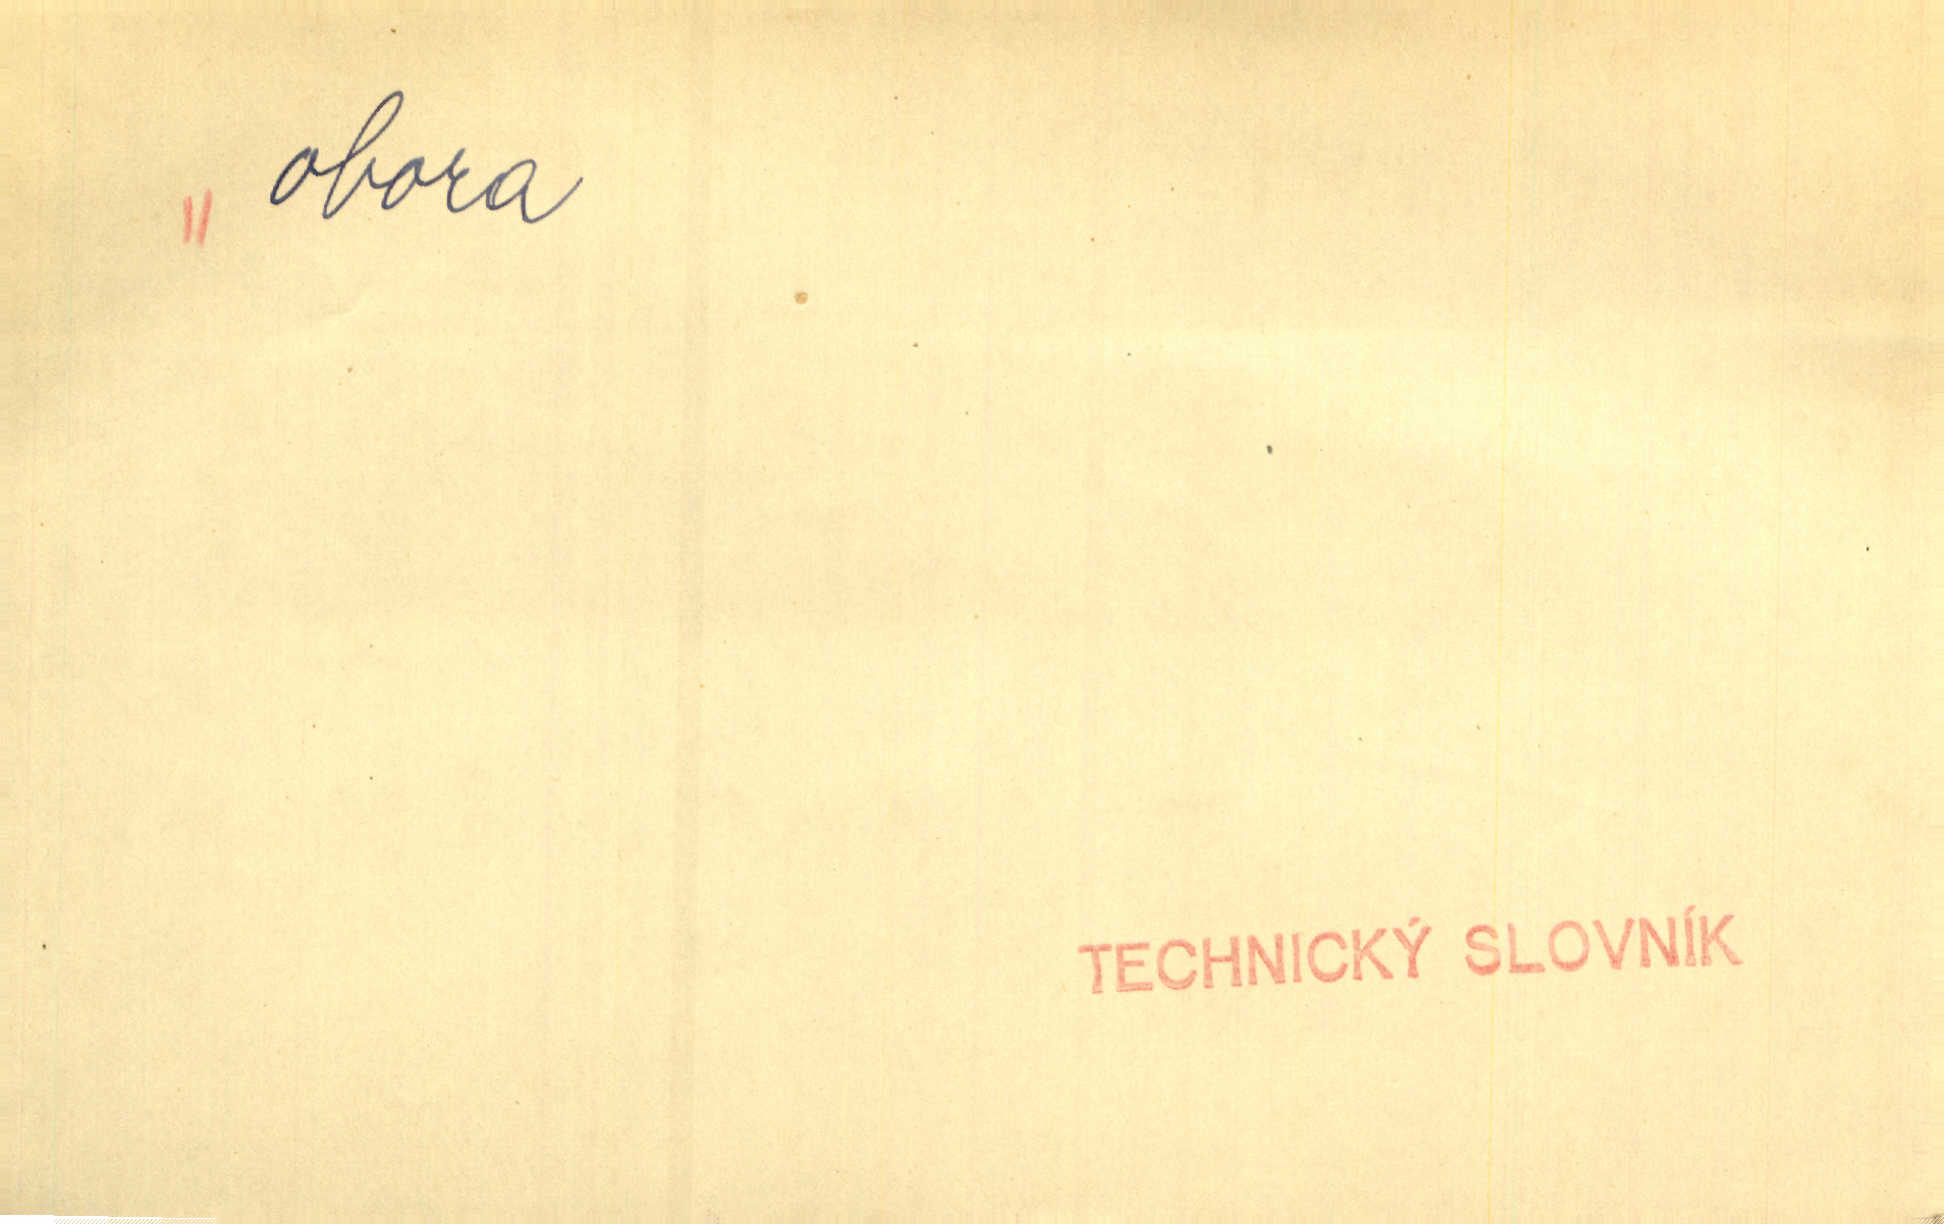 " obora
TECHNICKÝ SLOVNÍK